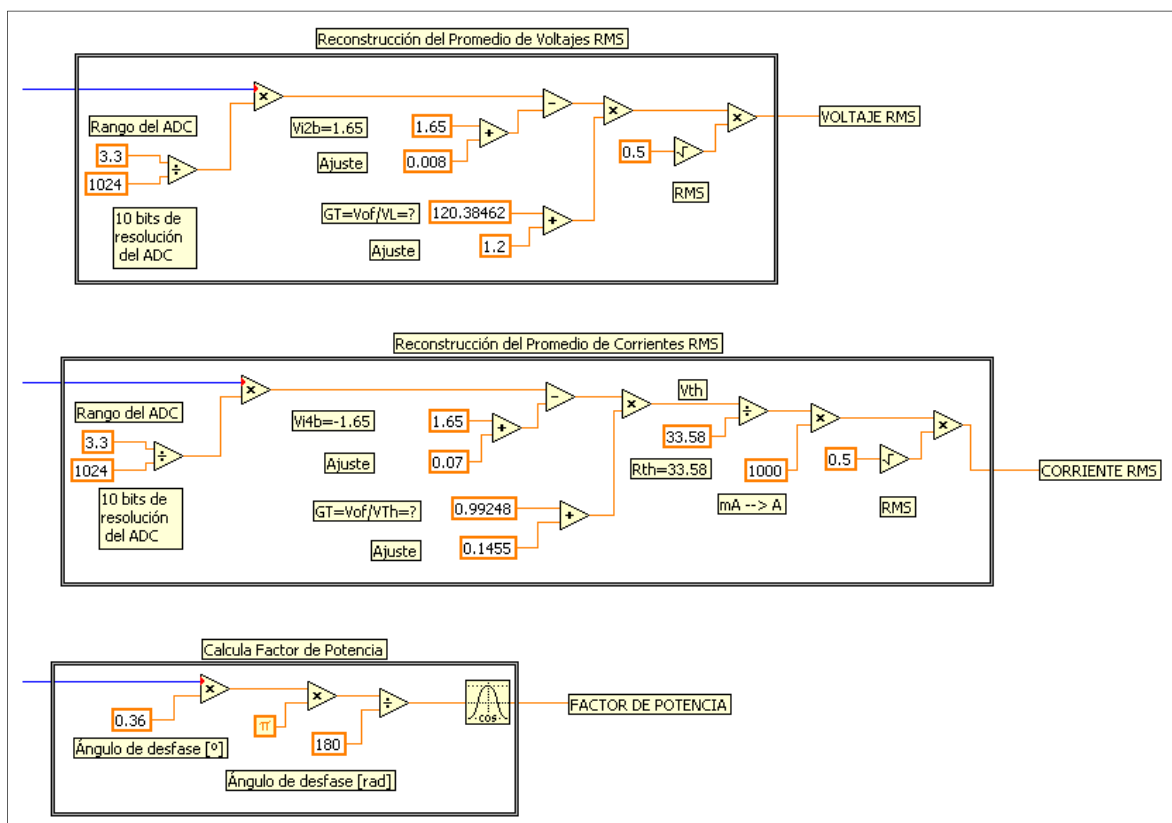 Reconstrucción del Promedio de Voltajes RMS
×
−
×
×
VOLTAJE RMS
Rango del ADC
3.3
1024
÷
10 bits de
resolución
del ADC
Vi2b=1.65
Ajuste
1.65
0.008
+
0.5
√
RMS
GT=Vof/VL=?
120.38462
Ajuste
1.2
+
Reconstrucción del Promedio de Corrientes RMS
×
−
×
Vth
÷
×
×
Rango del ADC
3.3
1024
÷
10 bits de
resolución
del ADC
Vi4b=-1.65
Ajuste
1.65
0.07
+
33.58
Rth=33.58
1000
mA --> A
0.5
√
RMS
CORRIENTE RMS
GT=Vof/VTh=?
0.99248
Ajuste
0.1455
+
Calcula Factor de Potencia
×
×
÷
cos
FACTOR DE POTENCIA
0.36
π
180
Ángulo de desfase [º]
Ángulo de desfase [rad]